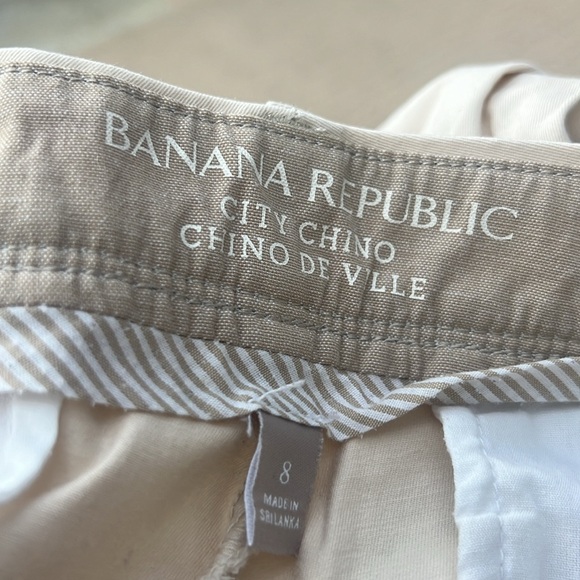 BANANA REPUBLIC
CITY CHINO
CHINO DE VILLE
8
MADE IN
SRI LANKA